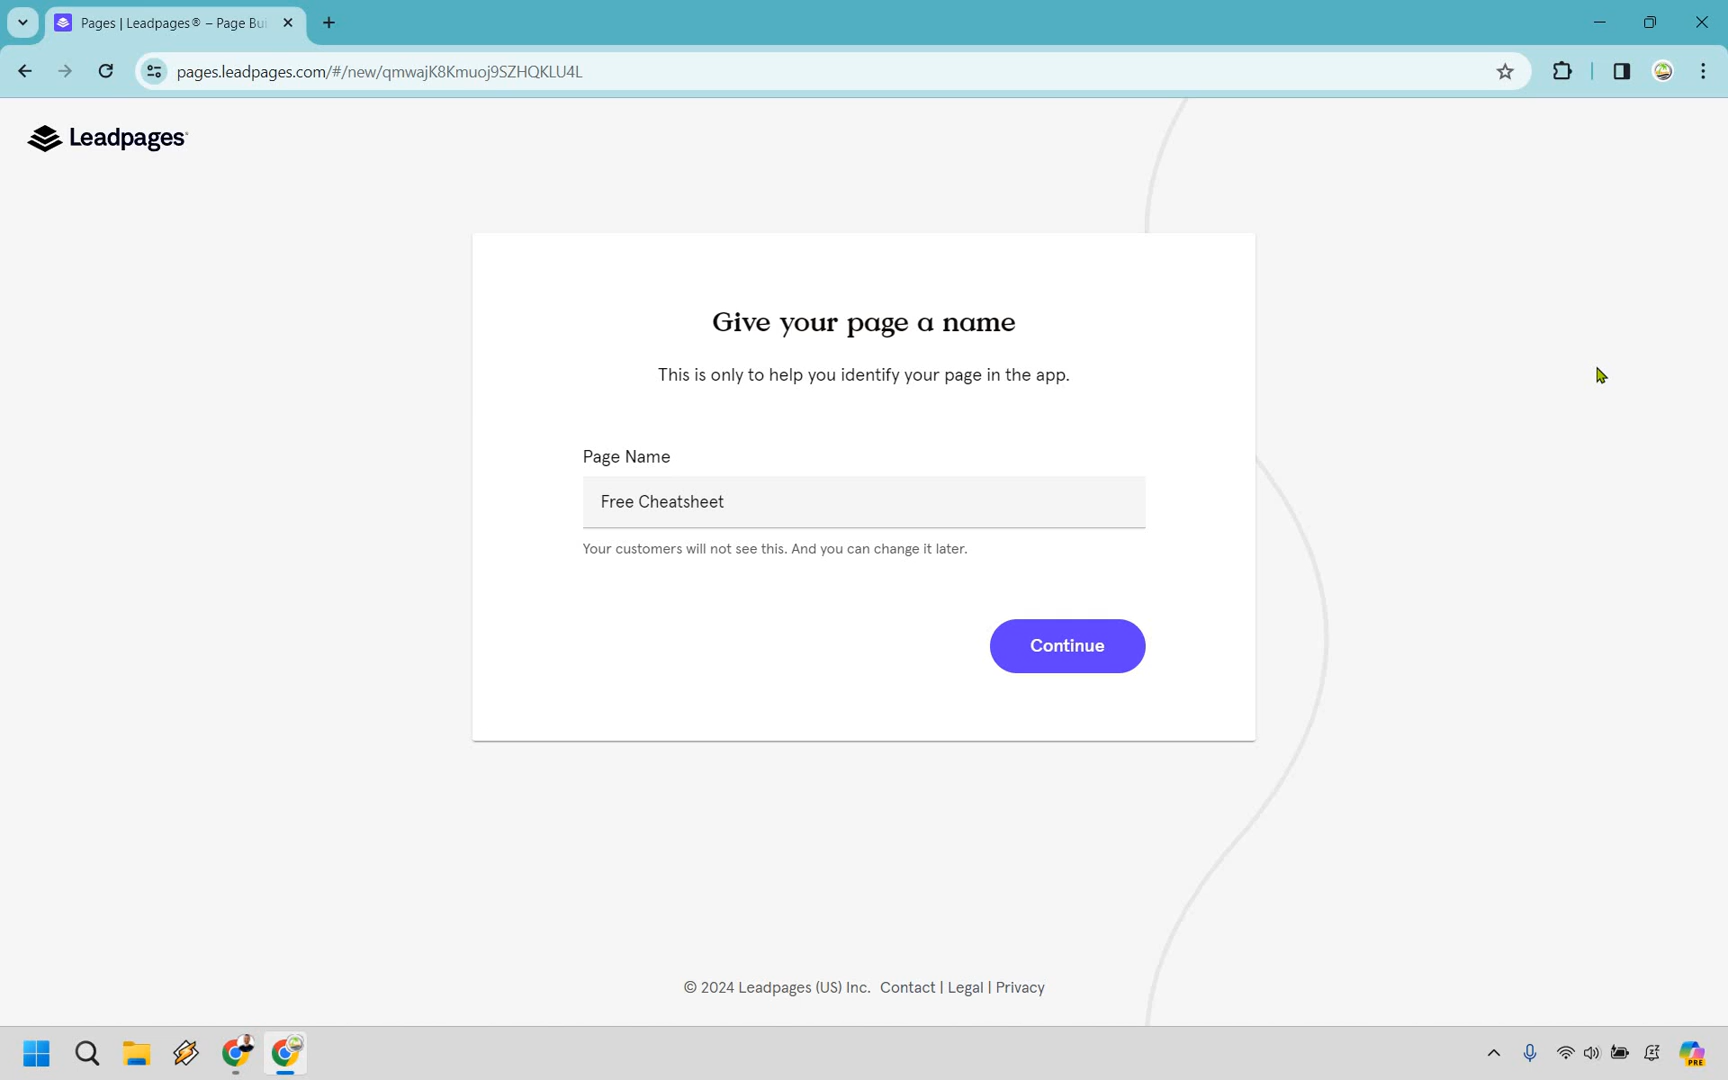 Pages | Leadpages® – Page Bu
pages.leadpages.com/#/new/qmwajK8Kmuoj9SZHQKLU4L
Leadpages
Give your page a name
This is only to help you identify your page in the app.
Page Name
Free Cheatsheet
Your customers will not see this. And you can change it later.
Continue
© 2024 Leadpages (US) Inc. Contact | Legal | Privacy
PRE